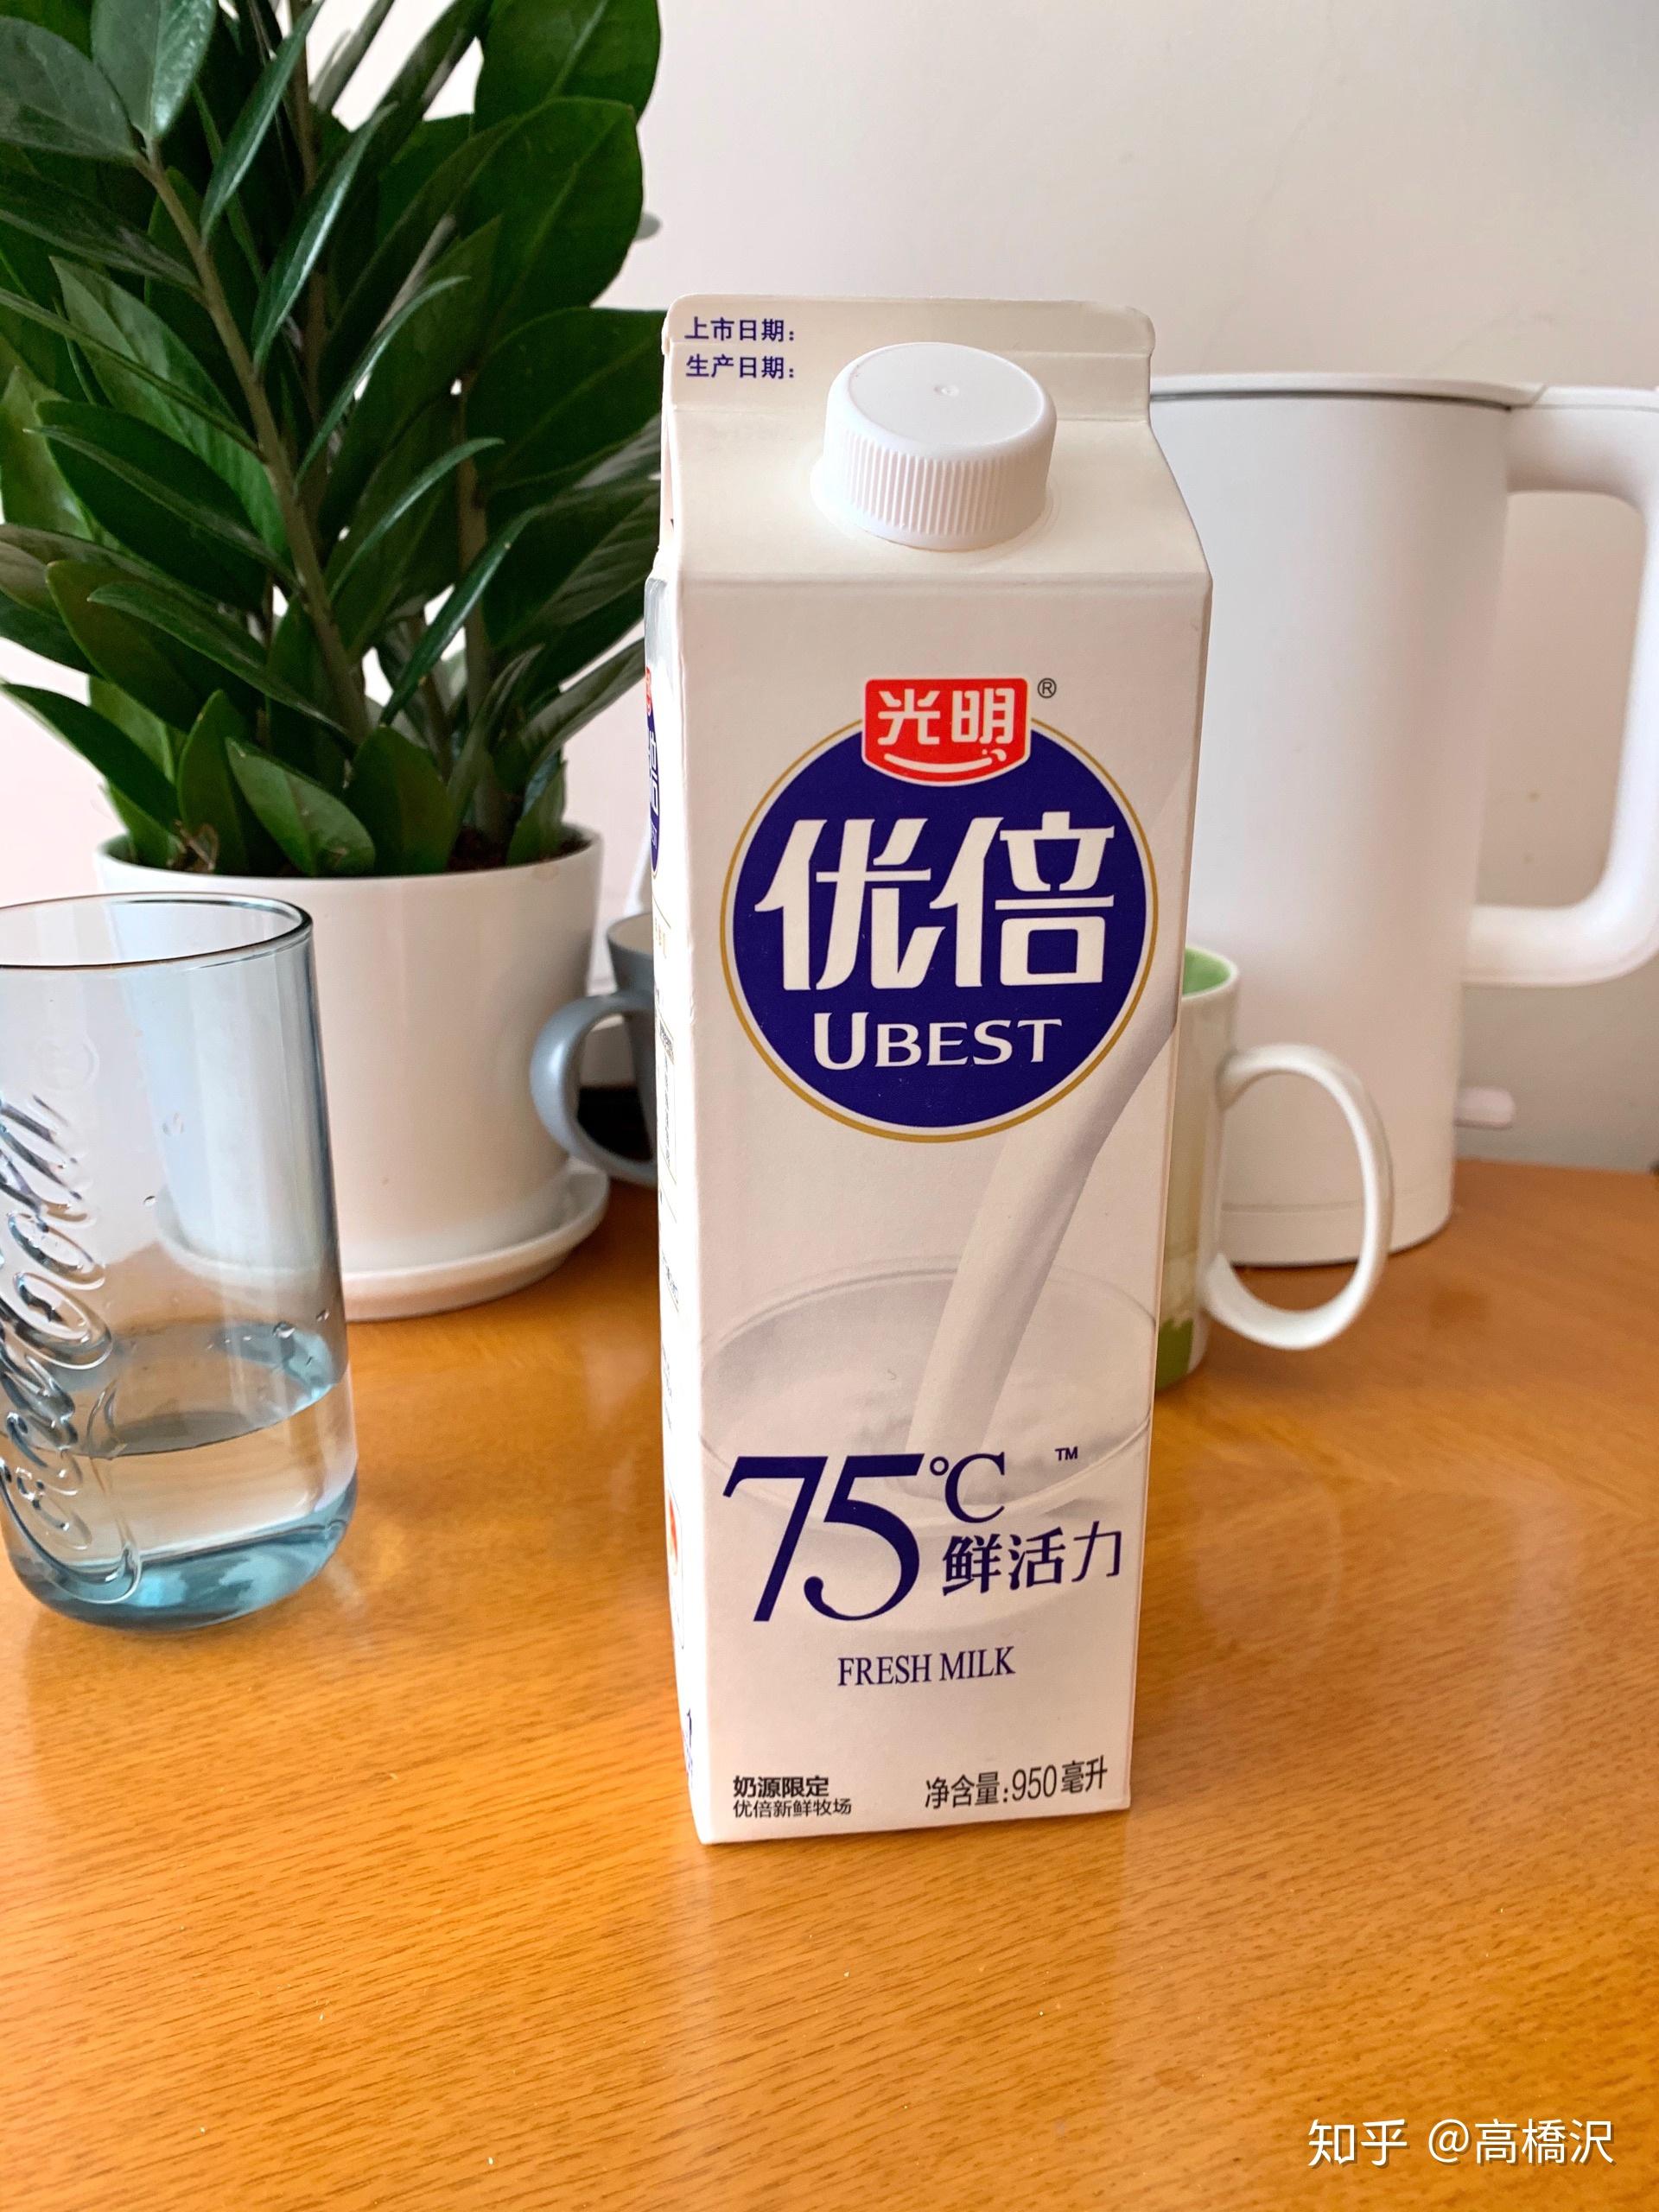 上市日期:
生产日期:
光明®
优倍
UBEST
75℃™
鲜活力
FRESH MILK
奶源限定
优倍新鲜牧场
净含量:950毫升
Coca-Cola
知乎 @高橋沢